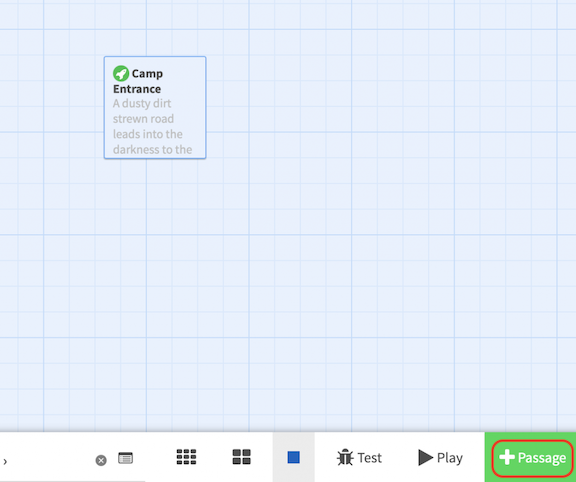 Camp
Entrance
A dusty dirt
strewn road
leads into the
darkness to the
Test
Play
Passage